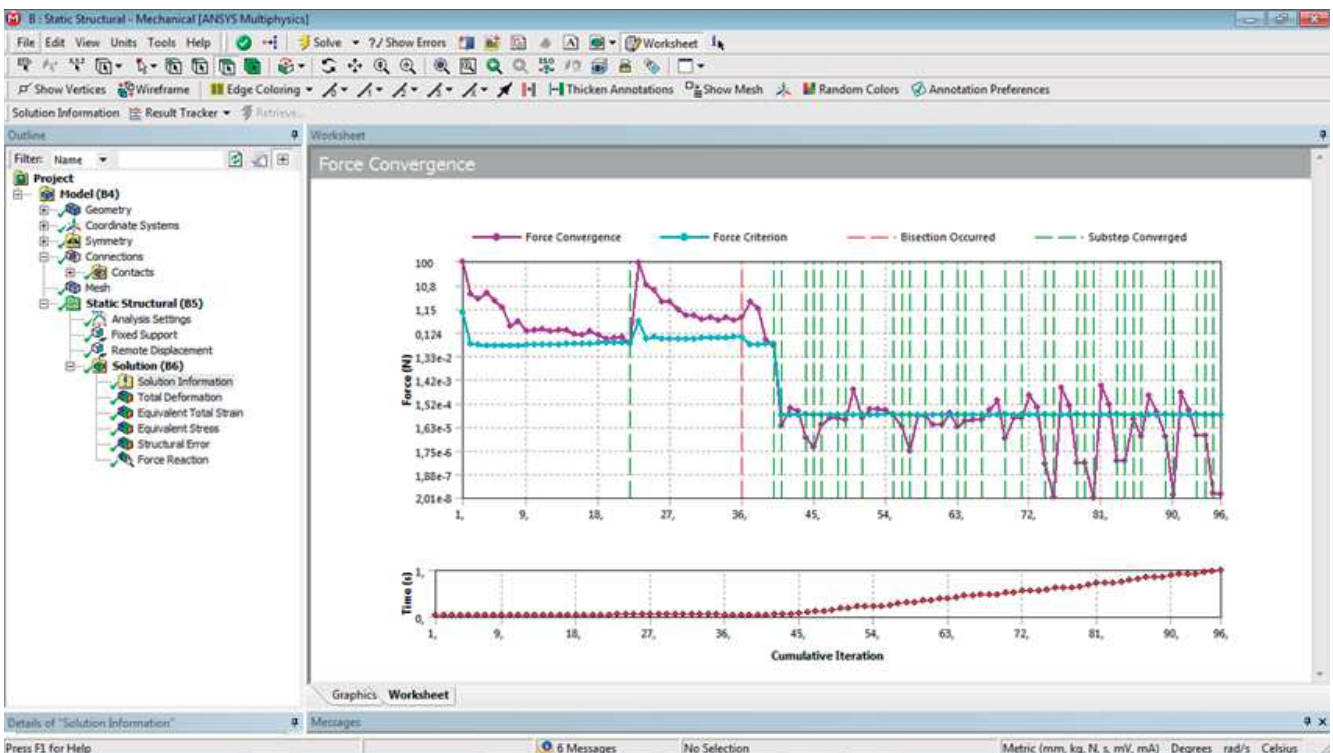 B : Static Structural - Mechanical [ANSYS Multiphysics]
File Edit View Units Tools Help Solve ?/ Show Errors Worksheet
Show Vertices Wireframe Edge Coloring Thicken Annotations Show Mesh Random Colors Annotation Preferences
Solution Information Result Tracker Retrieve
Outline
Filter: Name
Project
Model (B4)
Geometry
Coordinate Systems
Symmetry
Connections
Contacts
Mesh
Static Structural (B5)
Analysis Settings
Fixed Support
Remote Displacement
Solution (B6)
Solution Information
Total Deformation
Equivalent Total Strain
Equivalent Stress
Structural Error
Force Reaction
Worksheet
Force Convergence
Force Convergence Force Criterion Bisection Occurred Substep Converged
Force (N)
100
10,8
1,15
0,124
1,33e-2
1,42e-3
1,52e-4
1,63e-5
1,75e-6
1,88e-7
2,01e-8
1, 9, 18, 27, 36, 45, 54, 63, 72, 81, 90, 96,
Time (s)
1,
0,
1, 9, 18, 27, 36, 45, 54, 63, 72, 81, 90, 96,
Cumulative Iteration
Graphics Worksheet
Details of "Solution Information" Messages
Press F1 for Help 6 Messages No Selection Metric (mm, kg, N, s, mV, mA) Degrees rad/s Celsius